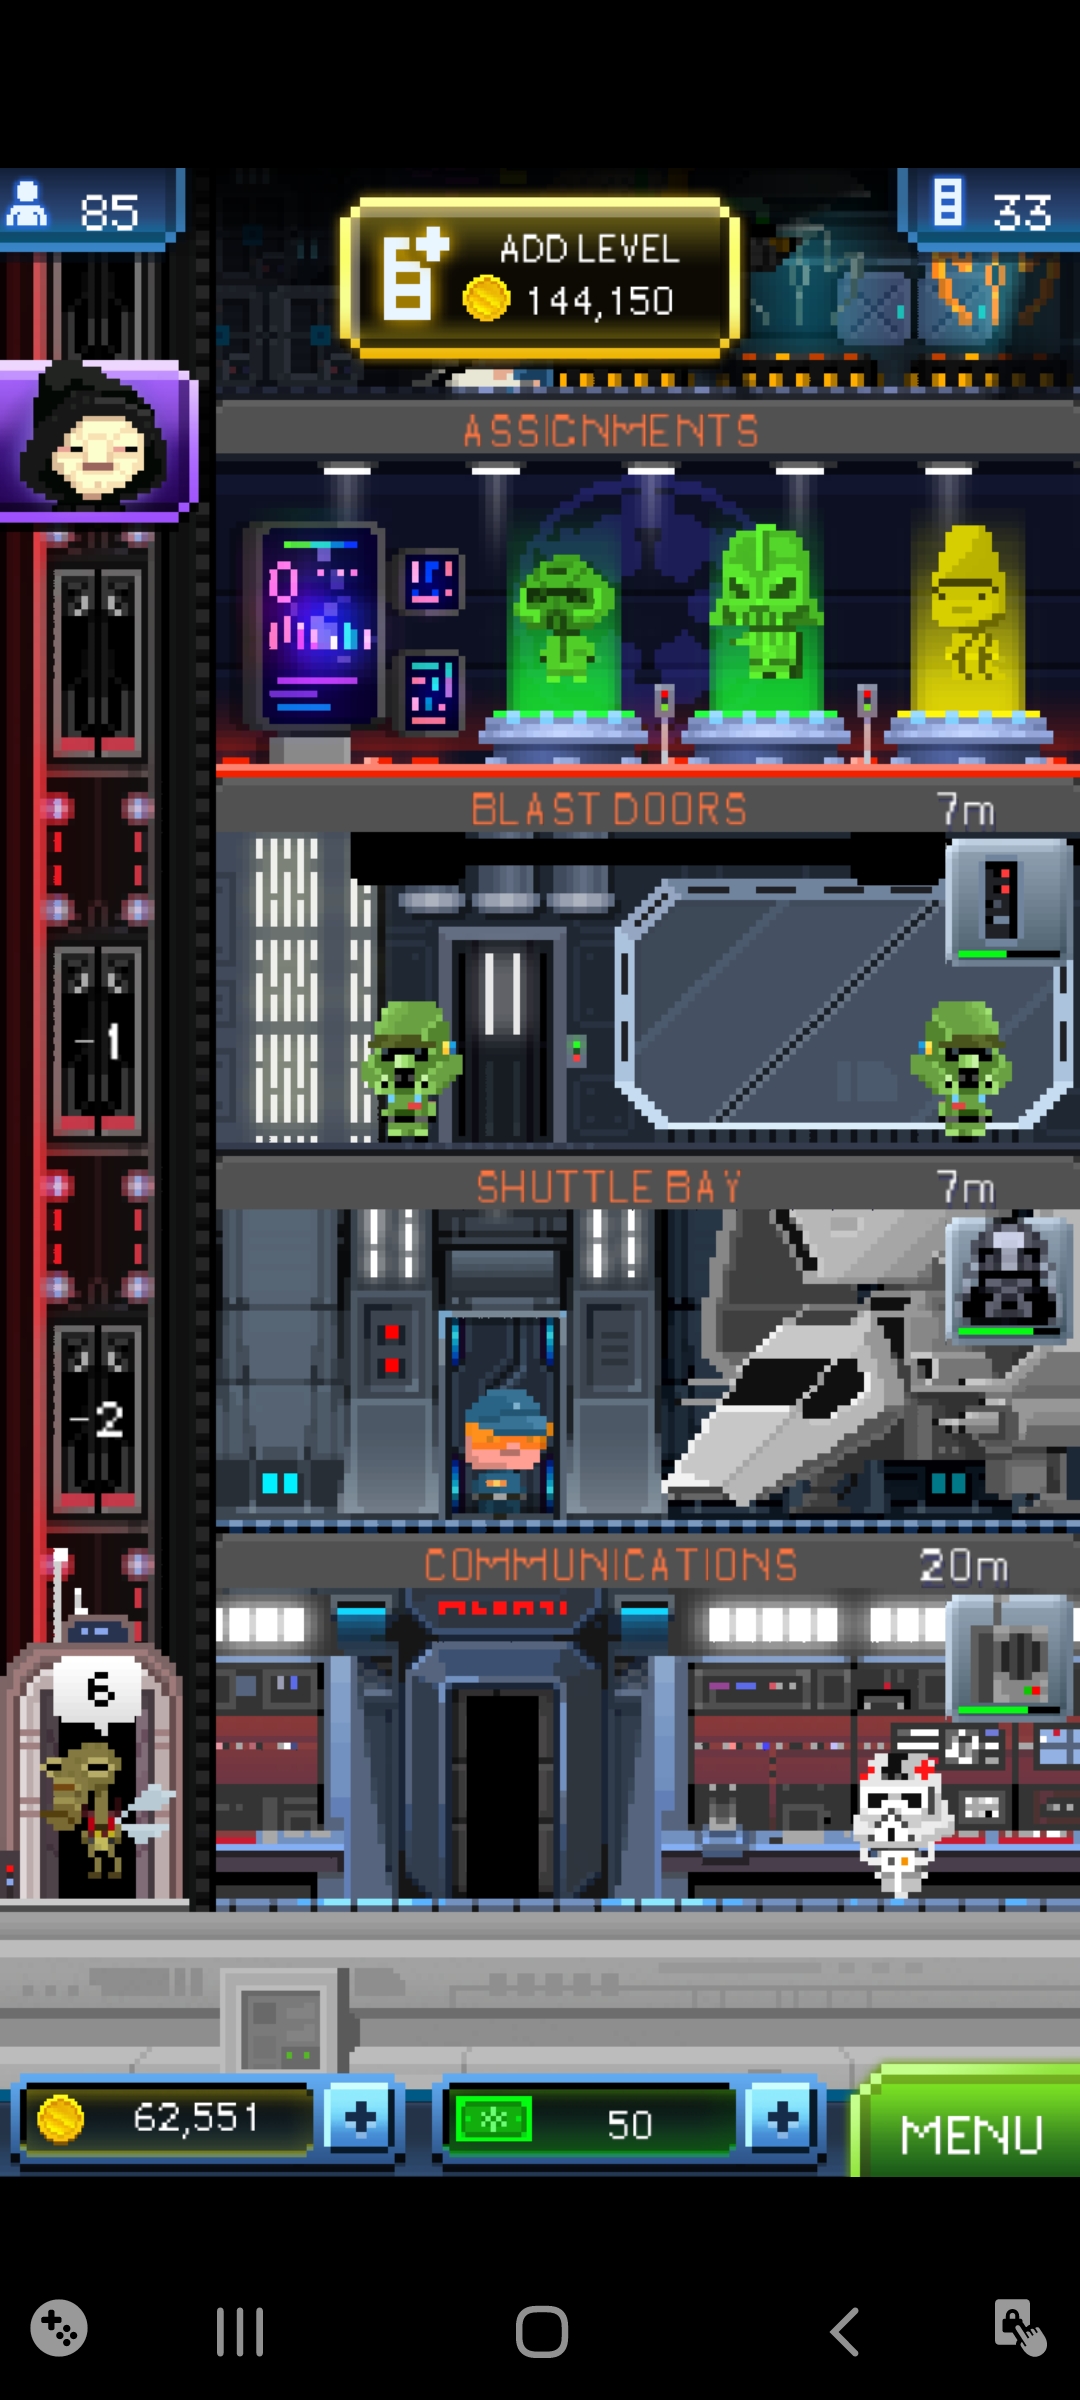 85
ADD LEVEL
144,150
33
ASSIGNMENTS
BLAST DOORS 7m
-1
SHUTTLE BAY 7m
-2
COMMUNICATIONS 20m
L
6
62,551
50
MENU